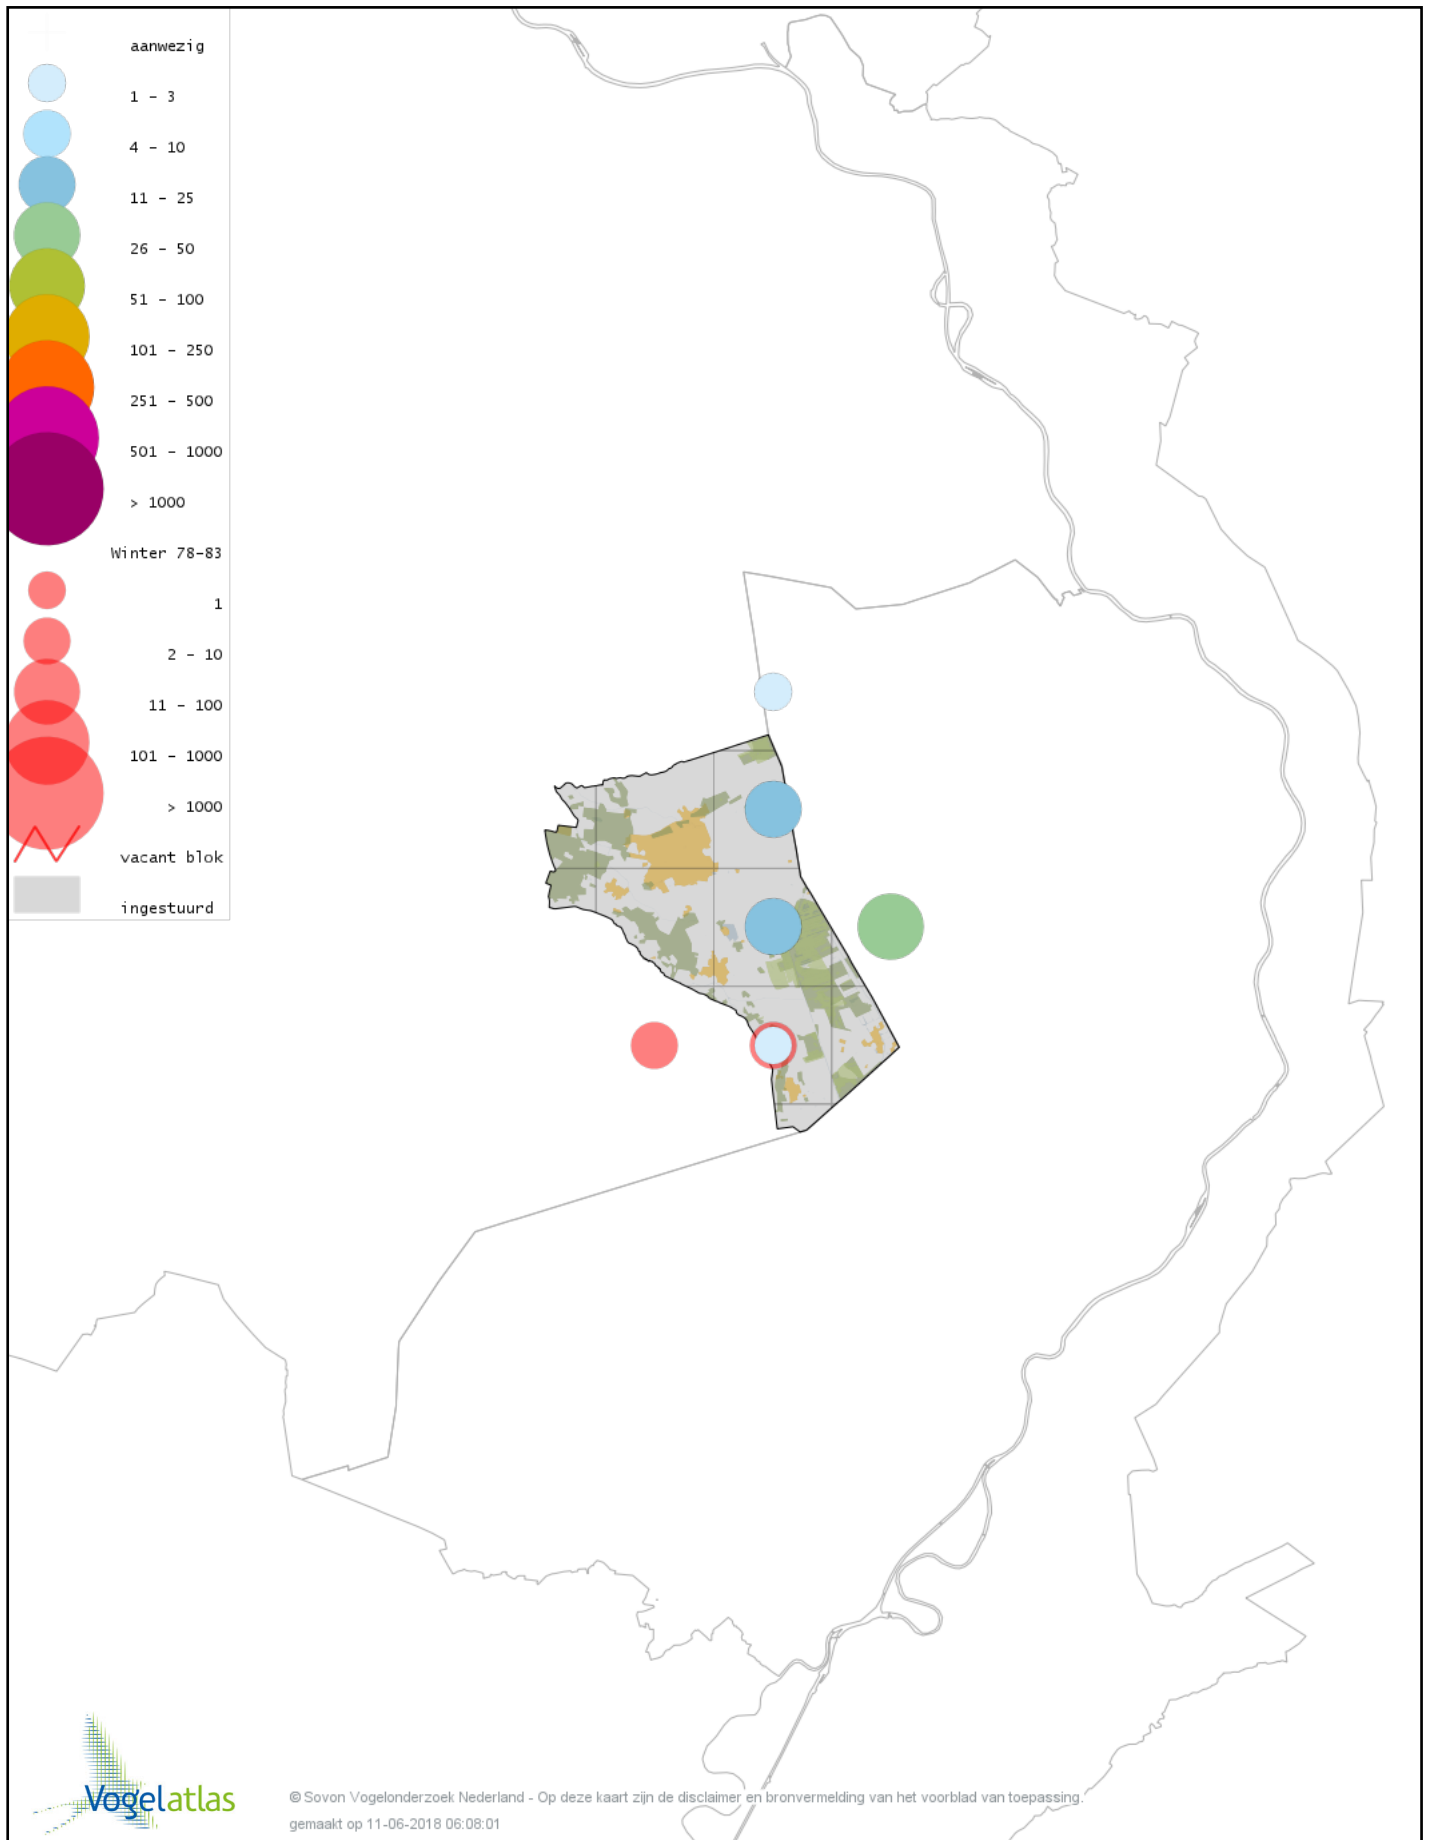 aanwezig
1 - 3
4 - 10
11 - 25
26 - 50
51 - 100
101 - 250
251 - 500
501 - 1000
> 1000
Winter 78-83
1
2 - 10
11 - 100
101 - 1000
> 1000
vacant blok
ingestuurd
Vogelatlas
© Sovon Vogelonderzoek Nederland - Op deze kaart zijn de disclaimer en bronvermelding van het voorblad van toepassing.
gemaakt op 11-06-2018 06:08:01